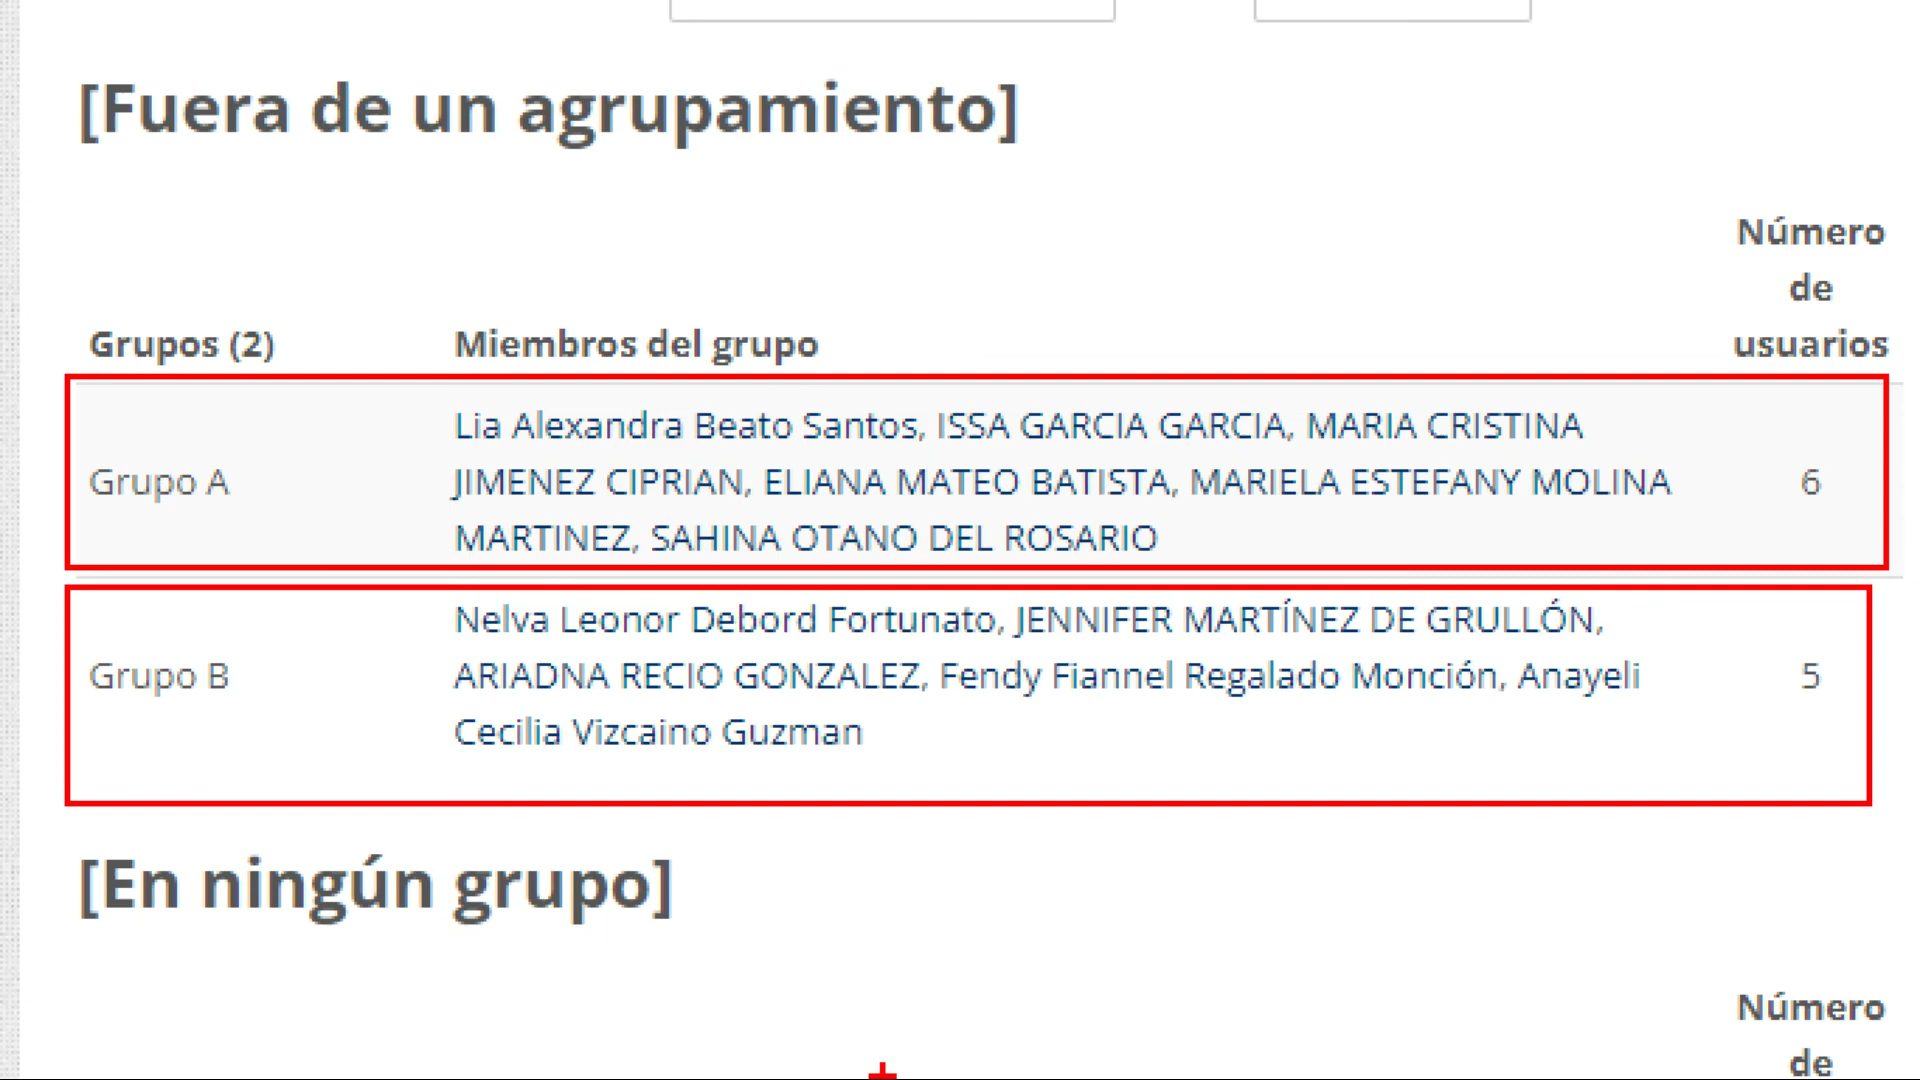 [Fuera de un agrupamiento]
Número
de
Grupos (2) Miembros del grupo usuarios
Lia Alexandra Beato Santos, ISSA GARCIA GARCIA, MARIA CRISTINA
Grupo A JIMENEZ CIPRIAN, ELIANA MATEO BATISTA, MARIELA ESTEFANY MOLINA 6
MARTINEZ, SAHINA OTANO DEL ROSARIO
Nelva Leonor Debord Fortunato, JENNIFER MARTÍNEZ DE GRULLÓN,
Grupo B ARIADNA RECIO GONZALEZ, Fendy Fiannel Regalado Monción, Anayeli 5
Cecilia Vizcaino Guzman
[En ningún grupo]
Número
de